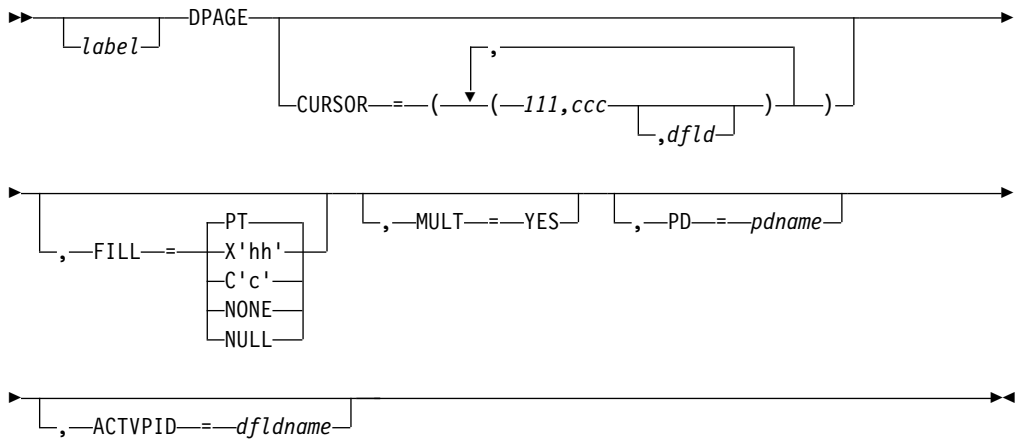 DPAGE
label
,
CURSOR = ( ( 111,ccc ) )
,dfld
PT
, FILL = X'hh' , MULT = YES , PD = pdname
C'c'
NONE
NULL
, ACTVPID = dfldname